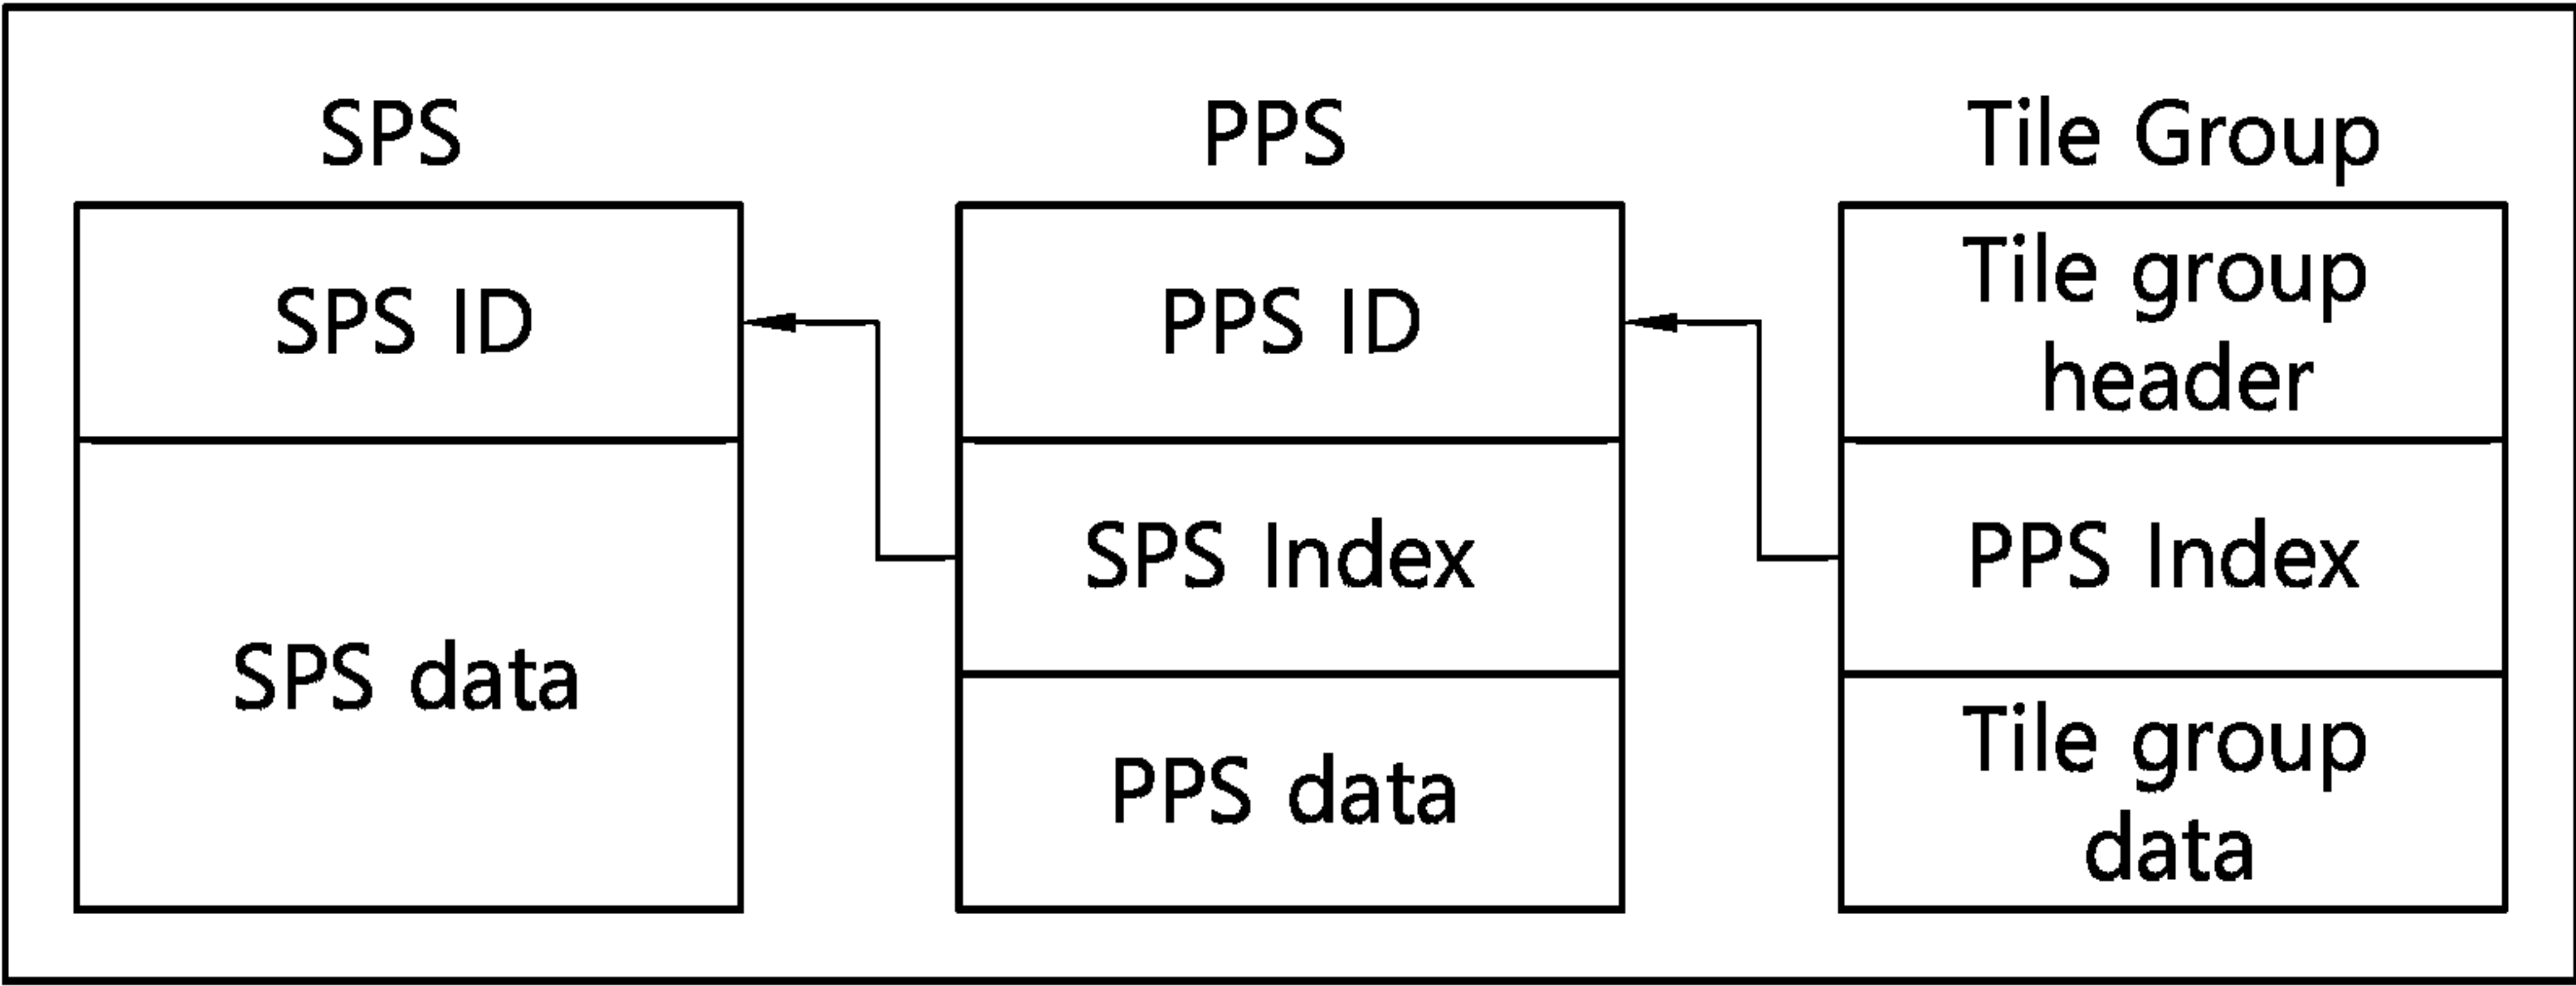 SPS
SPS ID
SPS data
PPS
PPS ID
SPS Index
PPS data
Tile Group
Tile group
header
PPS Index
Tile group
data